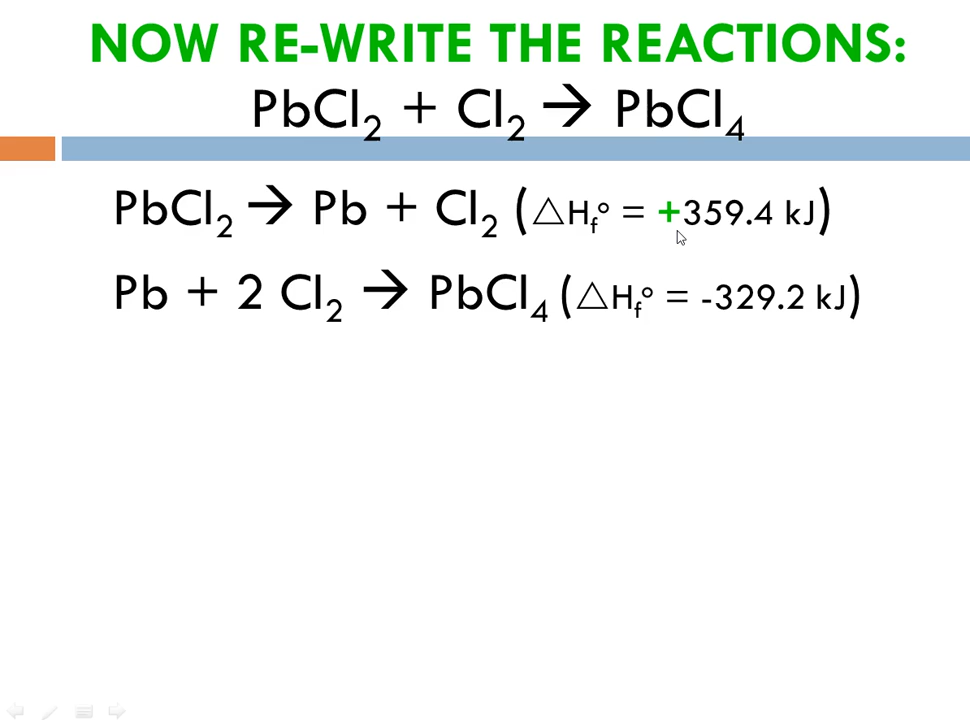 NOW RE-WRITE THE REACTIONS:
PbCl₂ + Cl₂ → PbCl₄
PbCl₂ → Pb + Cl₂ (△Hf° = +359.4 kJ)
Pb + 2 Cl₂ → PbCl₄ (△Hf° = -329.2 kJ)